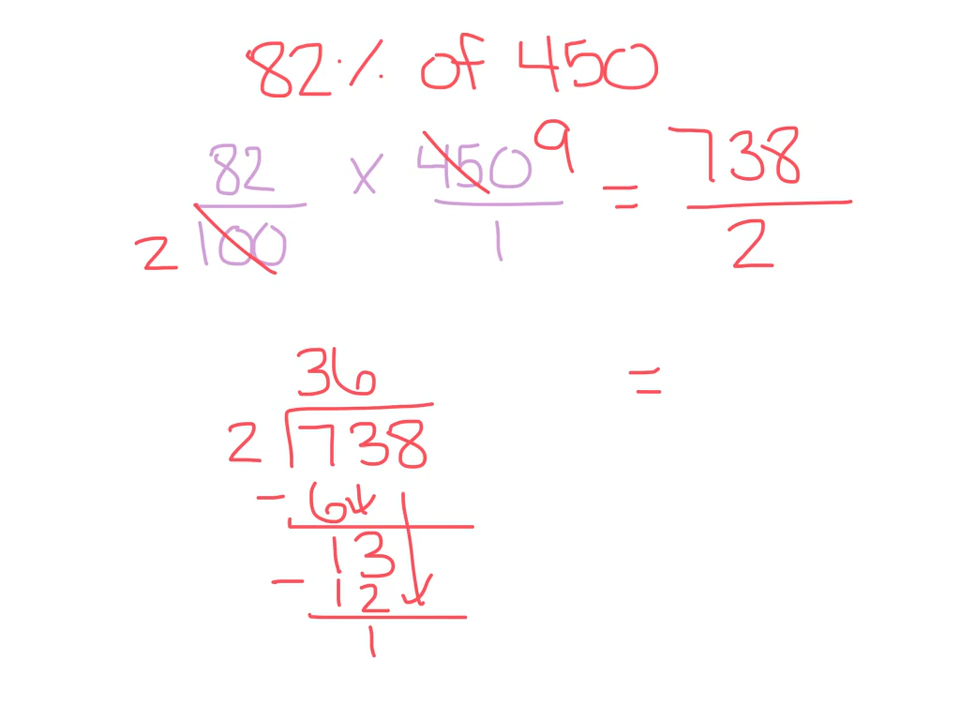 82% of 450
82/100 2 x 450/1 9 = 738/2
36
2 738 =
- 6
13
- 12
1